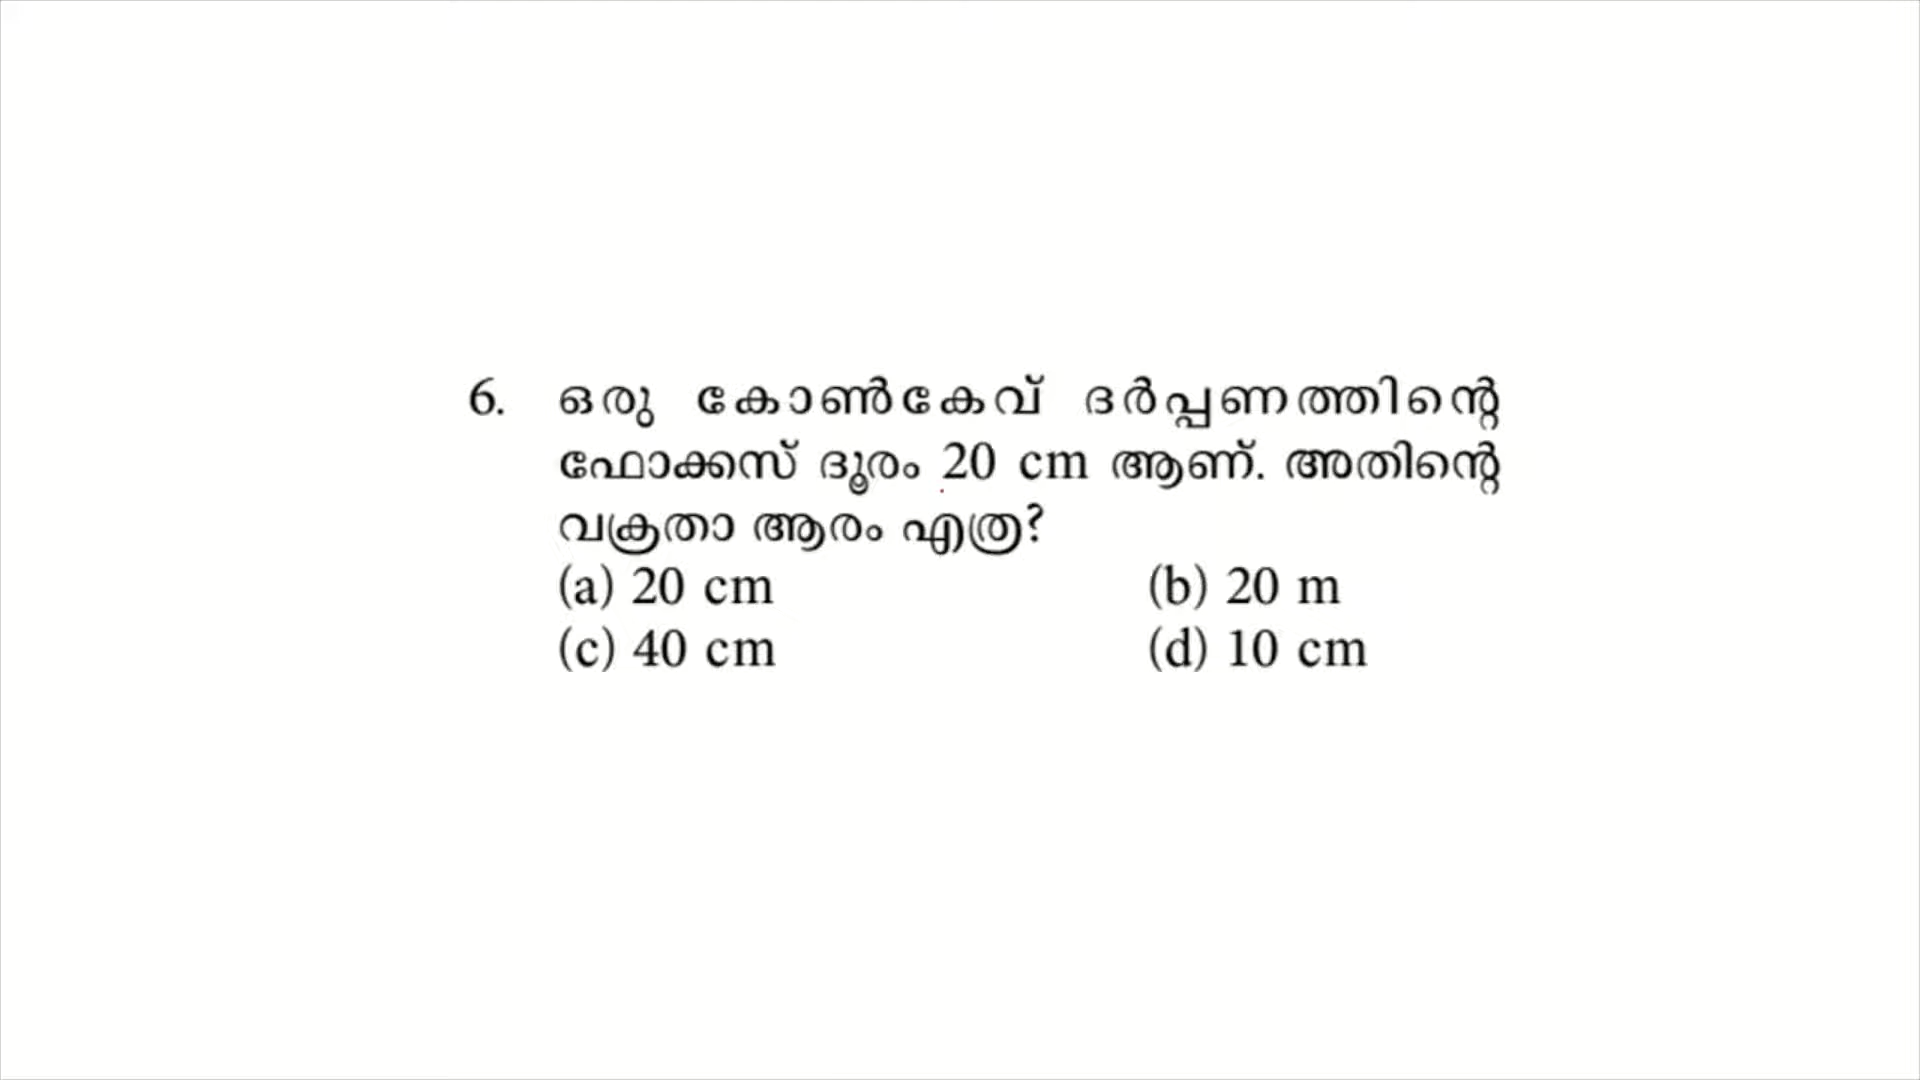 6. ഒരു കോൺകേവ് ദർപ്പണത്തിന്റെ
ഫോക്കസ് ദൂരം 20 cm ആണ്. അതിന്റെ
വക്രതാ ആരം എത്ര?
(a) 20 cm (b) 20 m
(c) 40 cm (d) 10 cm